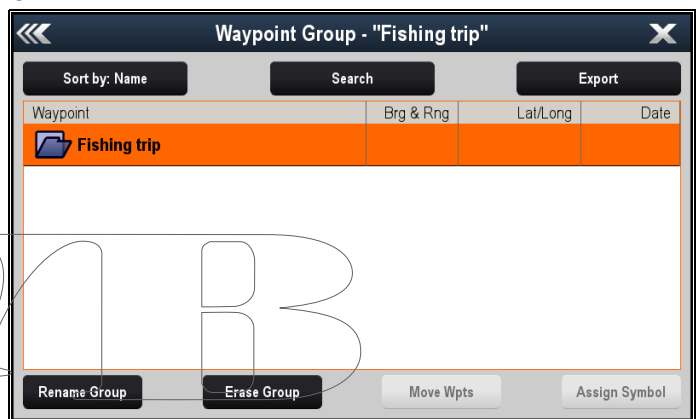 Waypoint Group - "Fishing trip"
Sort by: Name Search Export
Waypoint Brg & Rng Lat/Long Date
Fishing trip
Rename Group Erase Group Move Wpts Assign Symbol